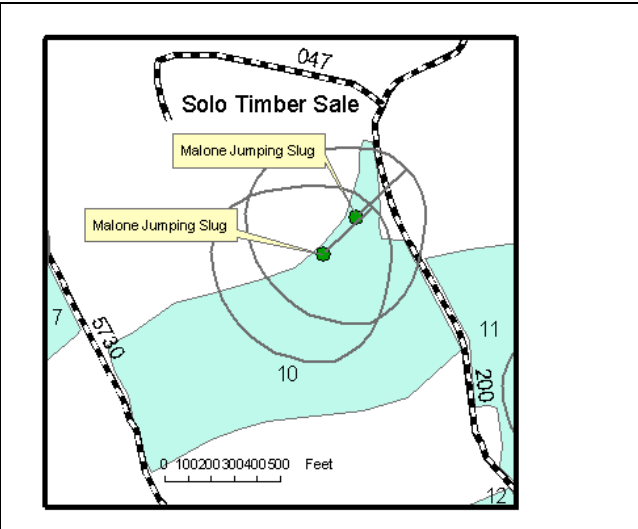 047
Solo Timber Sale
Malone Jumping Slug
Malone Jumping Slug
7
5730
11
10
200
0 100200300400500 Feet
12